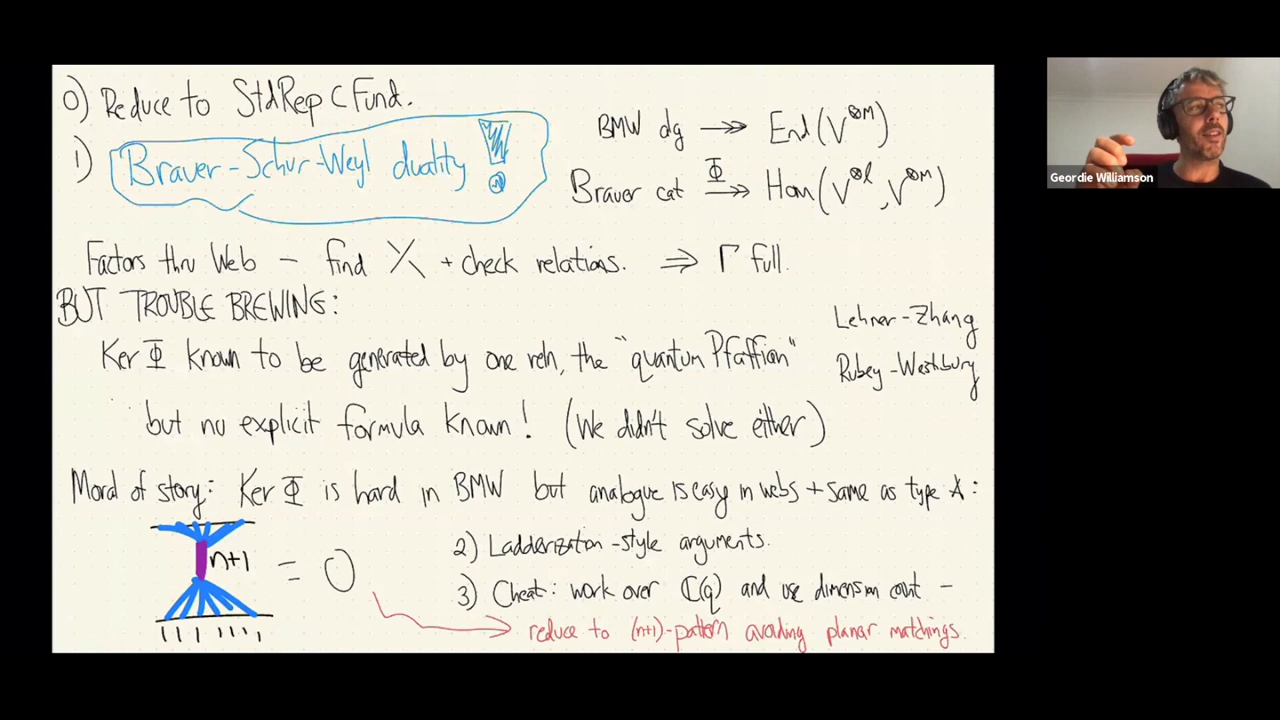 0) Reduce to StdRep ⊂ Fund.
1) Brauer-Schur-Weyl duality!
BMW alg ↠ End(V^⊗m)
Brauer cat Φ ↠ Hom(V^⊗l, V^⊗m)
Factors thru Web - find X + check relations. ⇒ Γ full.
BUT TROUBLE BREWING:
Lehrer-Zhang
Ker Φ known to be generated by one reln, the "quantum Pfaffian"
Rubey-Westbury
but no explicit formula known! (We didn't solve either)
Moral of story: Ker Φ is hard in BMW but analogue is easy in webs + same as type A:
n+1 = 0
2) Ladderization-style arguments.
3) Cheat: work over ℂ(q) and use dimension count -
reduce to (n+1)-pattern avoiding planar matchings.
Geordie Williamson